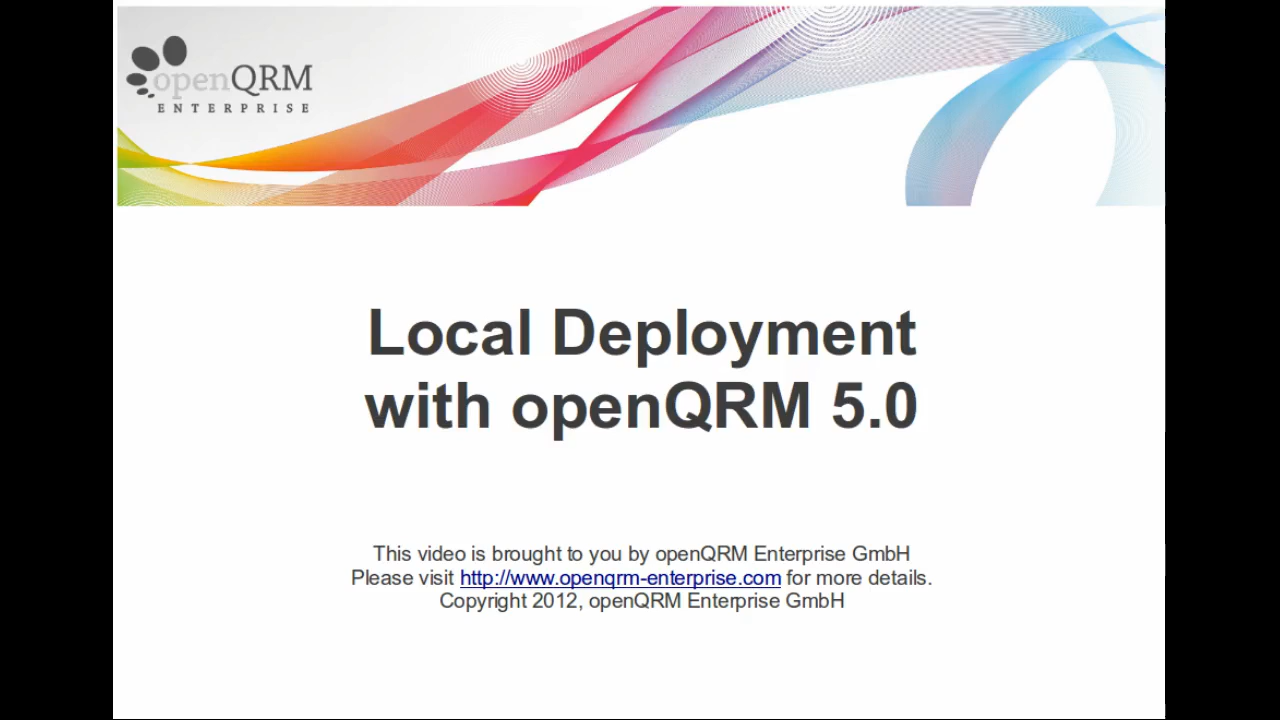 openQRM
ENTERPRISE
Local Deployment
with openQRM 5.0
This video is brought to you by openQRM Enterprise GmbH
Please visit http://www.openqrm-enterprise.com for more details.
Copyright 2012, openQRM Enterprise GmbH